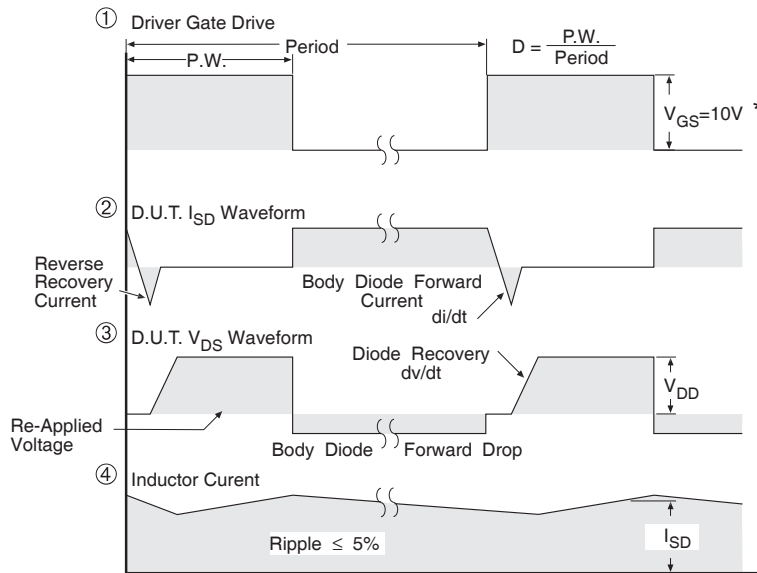 ① Driver Gate Drive
Period
P.W.
D = P.W. / Period
V_GS=10V *
② D.U.T. I_SD Waveform
Reverse
Recovery
Current
Body Diode Forward
Current
di/dt
③ D.U.T. V_DS Waveform
Diode Recovery
dv/dt
V_DD
Re-Applied
Voltage
Body Diode Forward Drop
④ Inductor Curent
Ripple ≤ 5%
I_SD